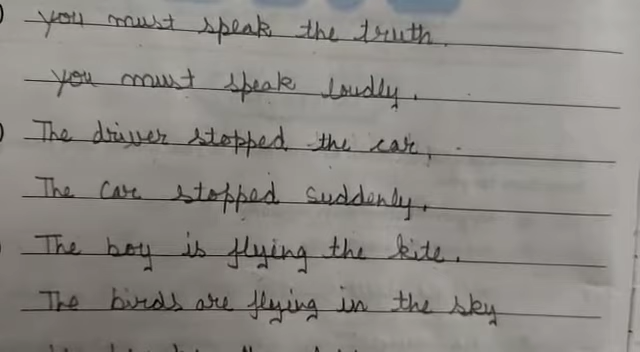 you must speak the truth.
you must speak loudly.
The driver stopped the car.
The car stopped suddenly.
The boy is flying the kite.
The birds are flying in the sky